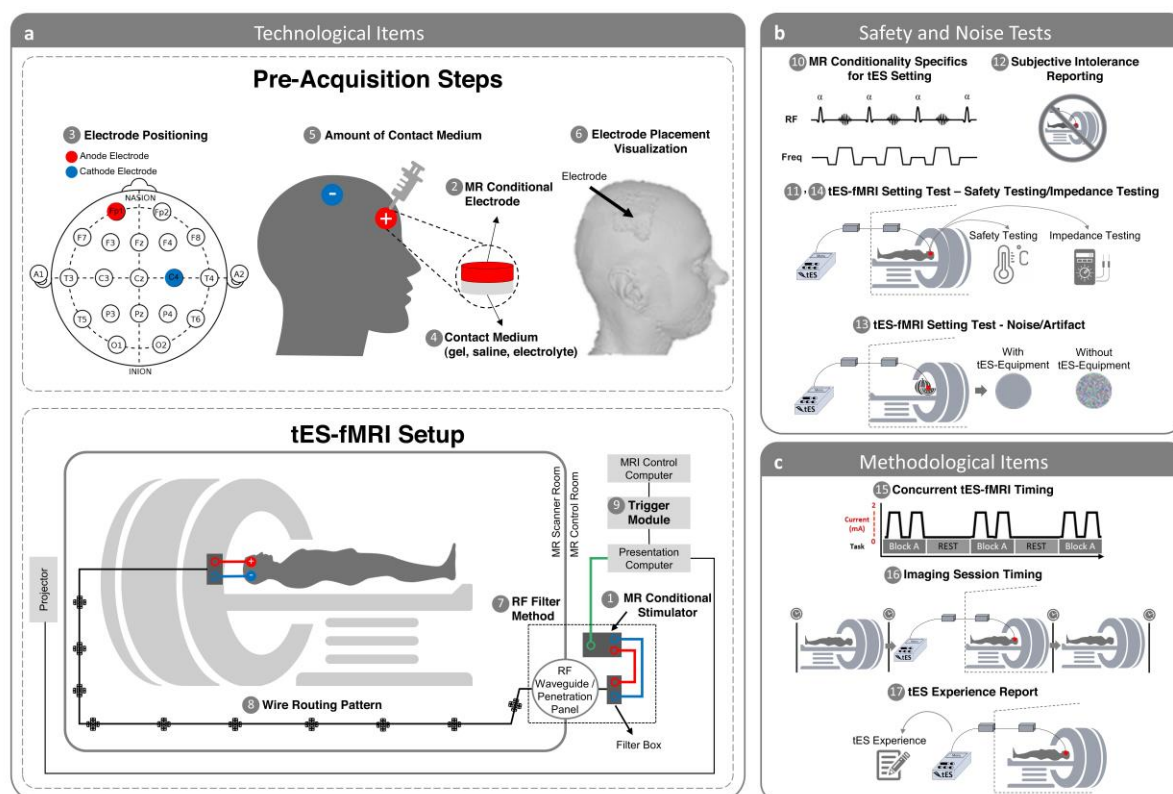 a Technological Items
Pre-Acquisition Steps
3 Electrode Positioning
Anode Electrode
Cathode Electrode
NASION
Fp1
Fp2
F7
F3
Fz
F4
F8
A1
T3
C3
Cz
C4
T4
A2
T5
P3
Pz
P4
T6
O1
O2
INION
5 Amount of Contact Medium
-
+
2 MR Conditional
Electrode
4 Contact Medium
(gel, saline, electrolyte)
6 Electrode Placement
Visualization
Electrode
tES-fMRI Setup
Projector
MR Scanner Room
MR Control Room
MRI Control
Computer
9 Trigger
Module
Presentation
Computer
1 MR Conditional
Stimulator
7 RF Filter
Method
RF
Waveguide /
Penetration
Panel
Filter Box
8 Wire Routing Pattern
+
-
b Safety and Noise Tests
10 MR Conditionality Specifics
for tES Setting
α α α α
RF
Freq
12 Subjective Intolerance
Reporting
11 - 14 tES-fMRI Setting Test – Safety Testing/Impedance Testing
tES
Safety
Testing
°C
Impedance Testing
13 tES-fMRI Setting Test - Noise/Artifact
tES
With
tES-Equipment
Without
tES-Equipment
c Methodological Items
15 Concurrent tES-fMRI Timing
2
Current
(mA)
0
Task
Block A REST Block A REST Block A
16 Imaging Session Timing
tES
17 tES Experience Report
tES Experience
tES